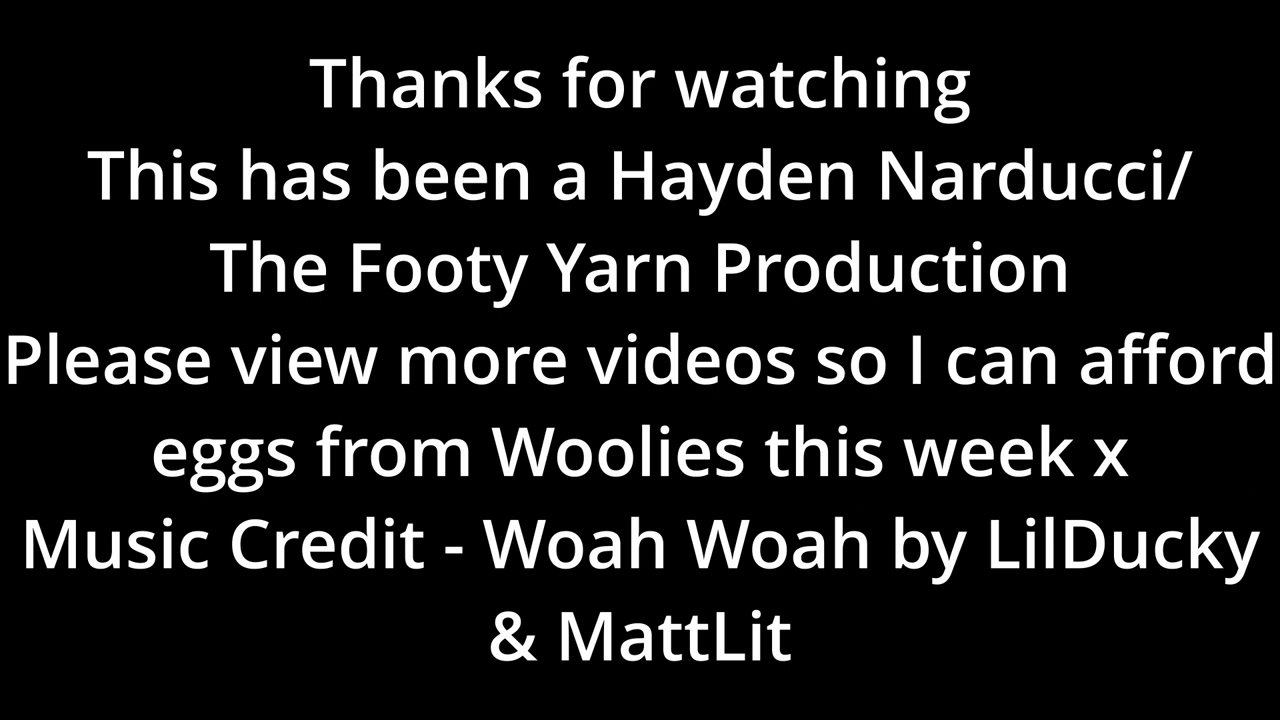 Thanks for watching
This has been a Hayden Narducci/
The Footy Yarn Production
Please view more videos so I can afford
eggs from Woolies this week x
Music Credit - Woah Woah by LilDucky
& MattLit